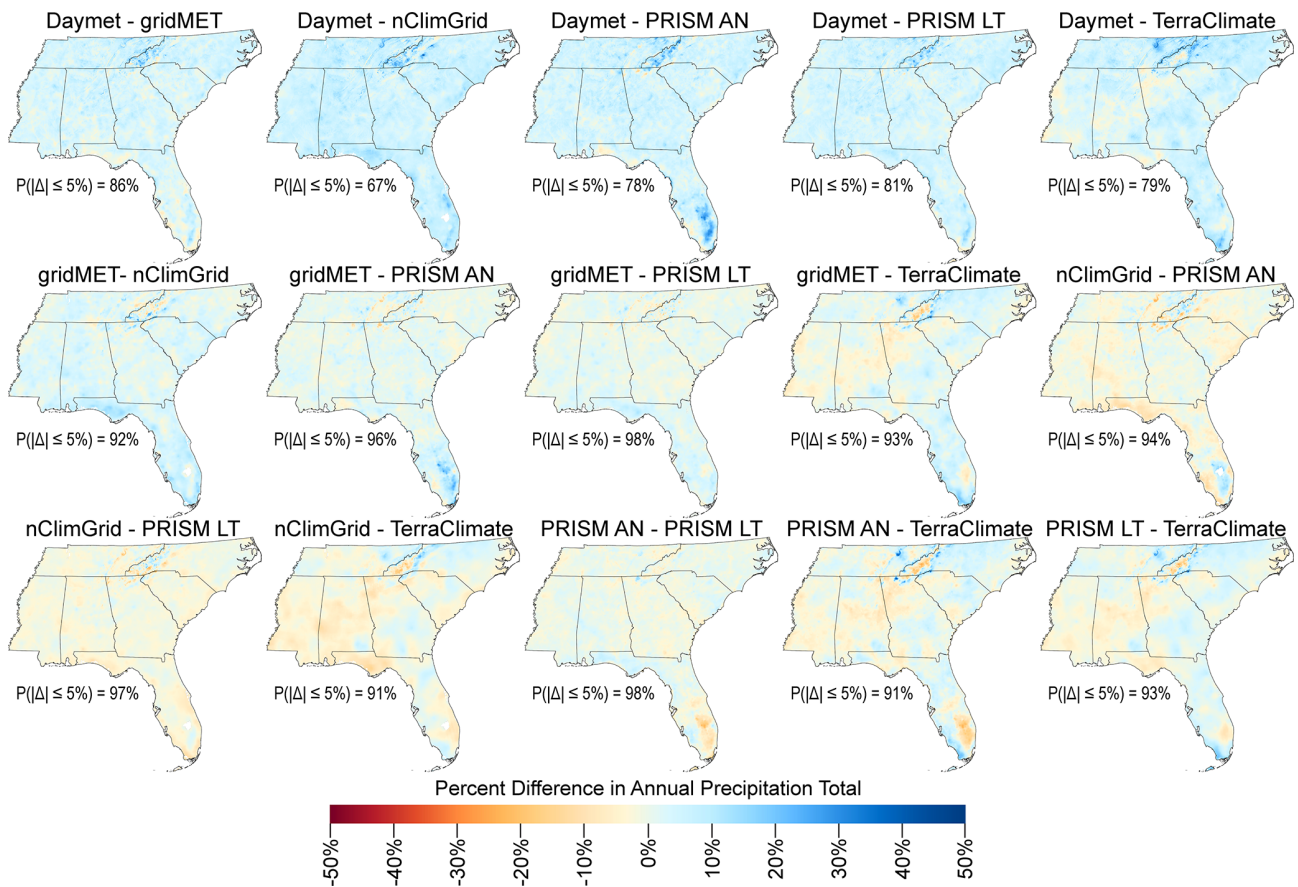 Daymet - gridMET
Daymet - nClimGrid
Daymet - PRISM AN
Daymet - PRISM LT
Daymet - TerraClimate
P(|Δ| ≤ 5%) = 86%
P(|Δ| ≤ 5%) = 67%
P(|Δ| ≤ 5%) = 78%
P(|Δ| ≤ 5%) = 81%
P(|Δ| ≤ 5%) = 79%
gridMET- nClimGrid
gridMET - PRISM AN
gridMET - PRISM LT
gridMET - TerraClimate
nClimGrid - PRISM AN
P(|Δ| ≤ 5%) = 92%
P(|Δ| ≤ 5%) = 96%
P(|Δ| ≤ 5%) = 98%
P(|Δ| ≤ 5%) = 93%
P(|Δ| ≤ 5%) = 94%
nClimGrid - PRISM LT
nClimGrid - TerraClimate
PRISM AN - PRISM LT
PRISM AN - TerraClimate
PRISM LT - TerraClimate
P(|Δ| ≤ 5%) = 97%
P(|Δ| ≤ 5%) = 91%
P(|Δ| ≤ 5%) = 98%
P(|Δ| ≤ 5%) = 91%
P(|Δ| ≤ 5%) = 93%
Percent Difference in Annual Precipitation Total
-50%
-40%
-30%
-20%
-10%
0%
10%
20%
30%
40%
50%